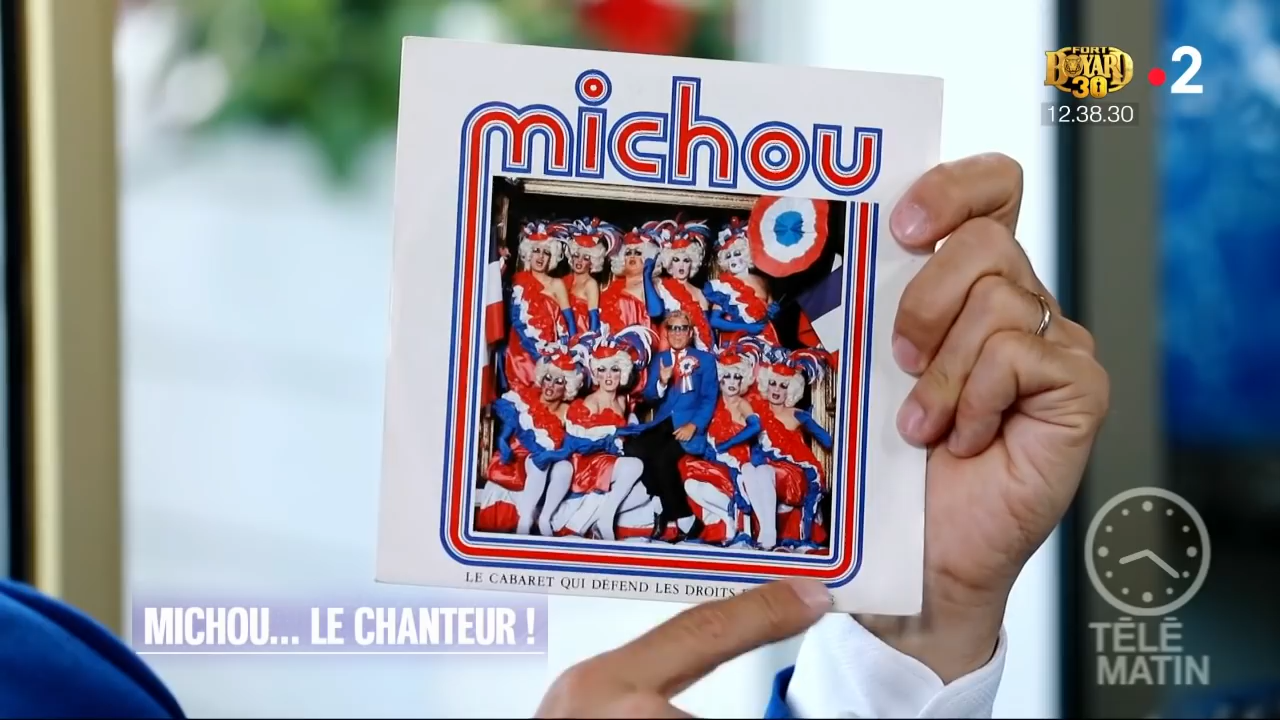 michou
FORT
BOYARD
30
2
12.38.30
LE CABARET QUI DÉFEND LES DROITS
MICHOU... LE CHANTEUR !
TÉLÉ
MATIN